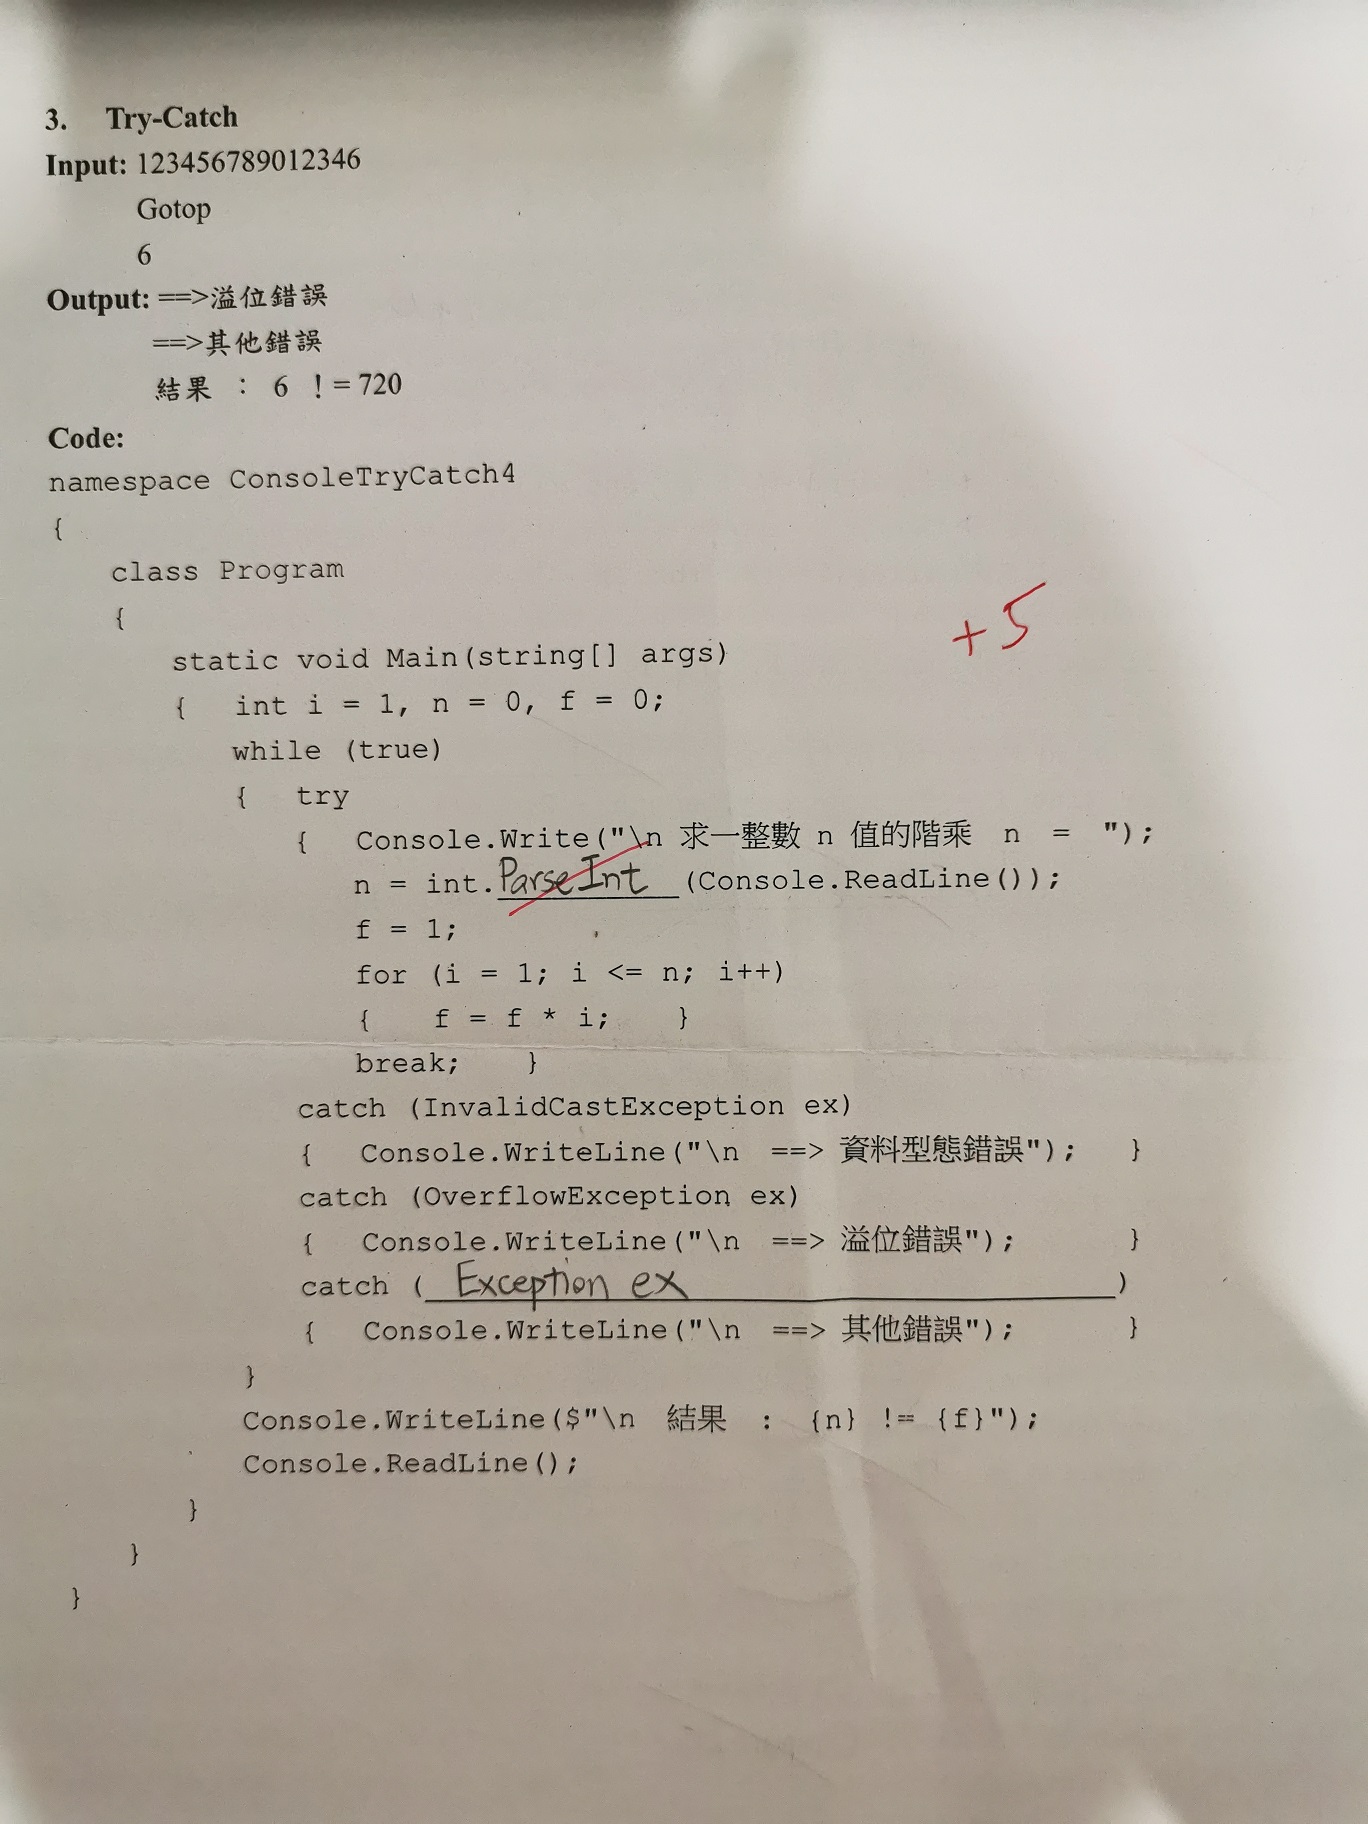 3. Try-Catch
Input: 123456789012346
Gotop
6
Output: ==>溢位錯誤
==>其他錯誤
結果 : 6 != 720
Code:
namespace ConsoleTryCatch4
{
class Program
{
+5
static void Main(string[] args)
{ int i = 1, n = 0, f = 0;
while (true)
{ try
{ Console.Write("\n 求一整數 n 值的階乘 n = ");
n = int.ParseInt (Console.ReadLine());
f = 1;
for (i = 1; i <= n; i++)
{ f = f * i; }
break; }
catch (InvalidCastException ex)
{ Console.WriteLine("\n ==> 資料型態錯誤"); }
catch (OverflowException ex)
{ Console.WriteLine("\n ==> 溢位錯誤"); }
catch ( Exception ex )
{ Console.WriteLine("\n ==> 其他錯誤"); }
}
Console.WriteLine($"\n 結果 : {n} != {f}");
Console.ReadLine();
}
}
}